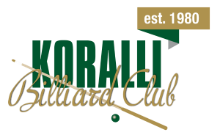 est. 1980
KORALLI
Billiard Club